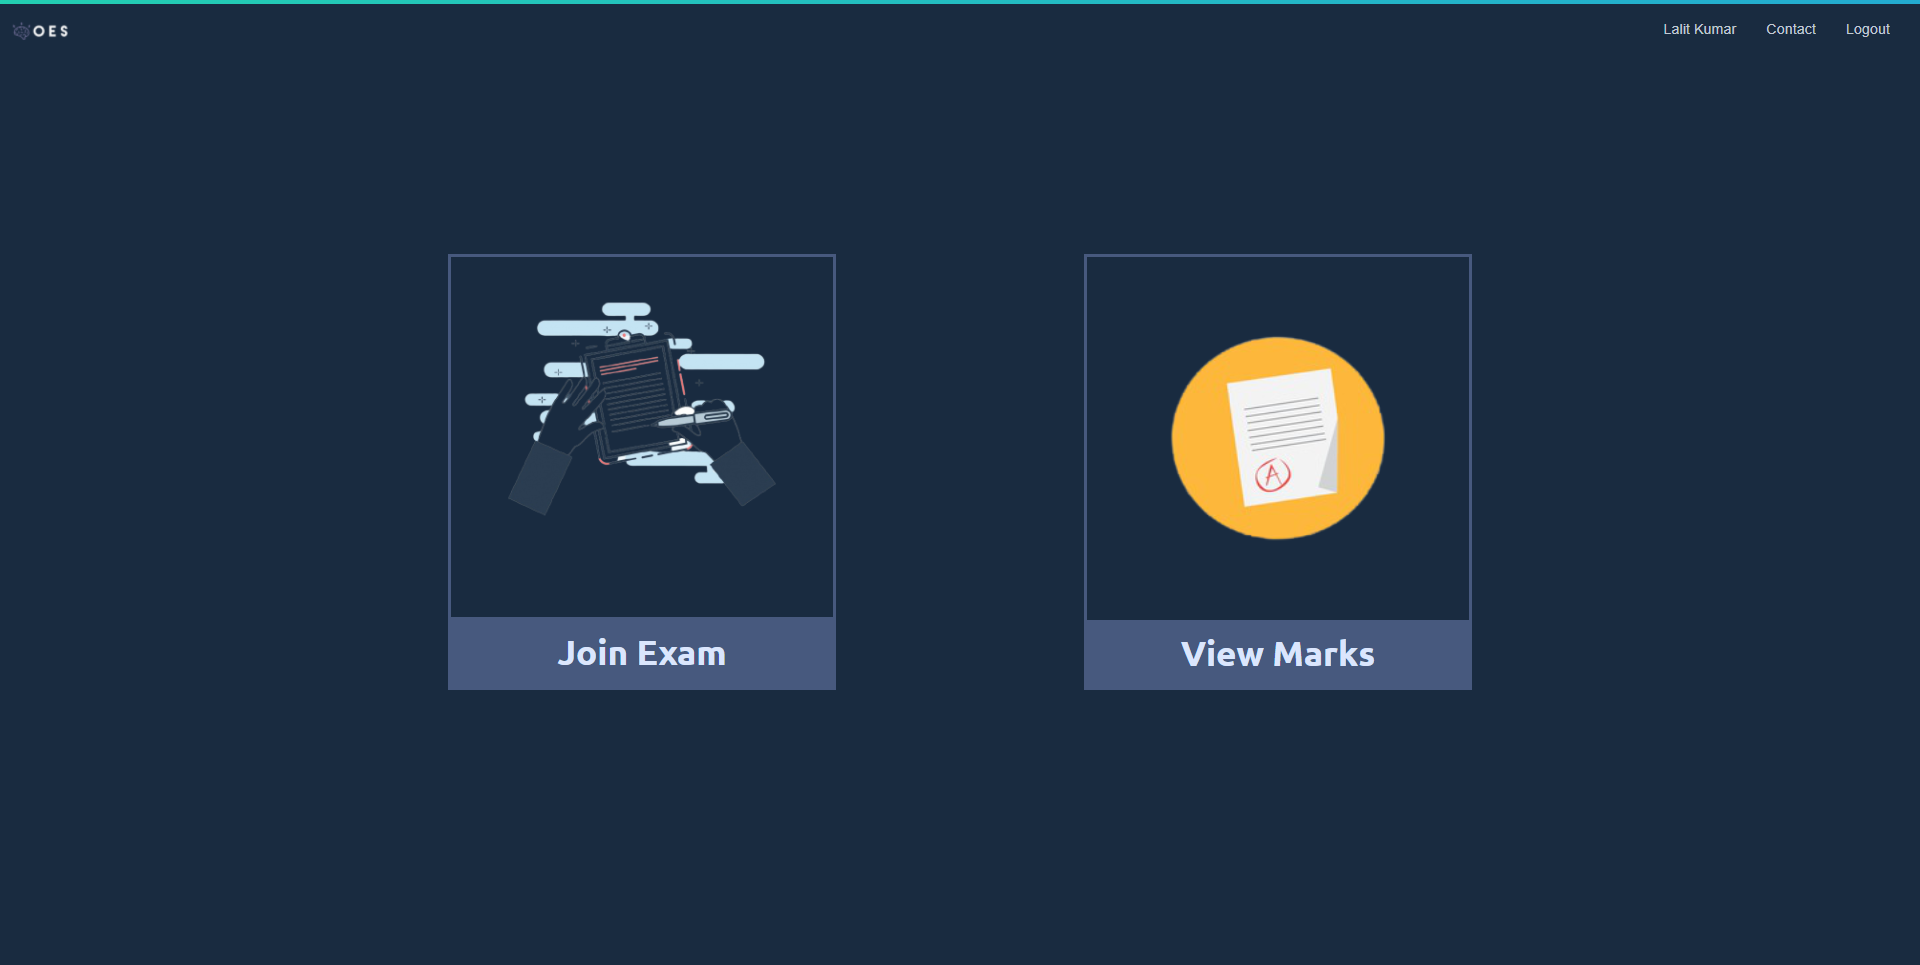 OES
Lalit Kumar Contact Logout
A
Join Exam
View Marks